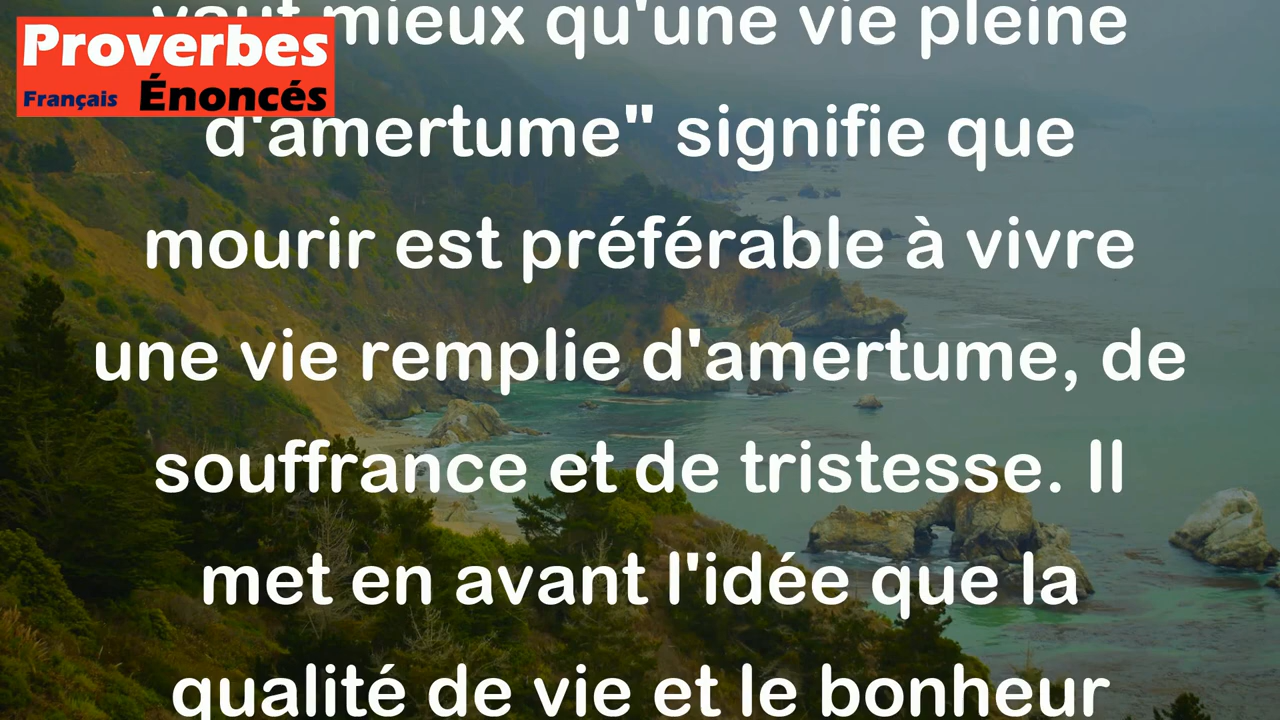 Proverbes
Français Énoncés
vaut mieux qu'une vie pleine
d'amertume" signifie que
mourir est préférable à vivre
une vie remplie d'amertume, de
souffrance et de tristesse. Il
met en avant l'idée que la
qualité de vie et le bonheur